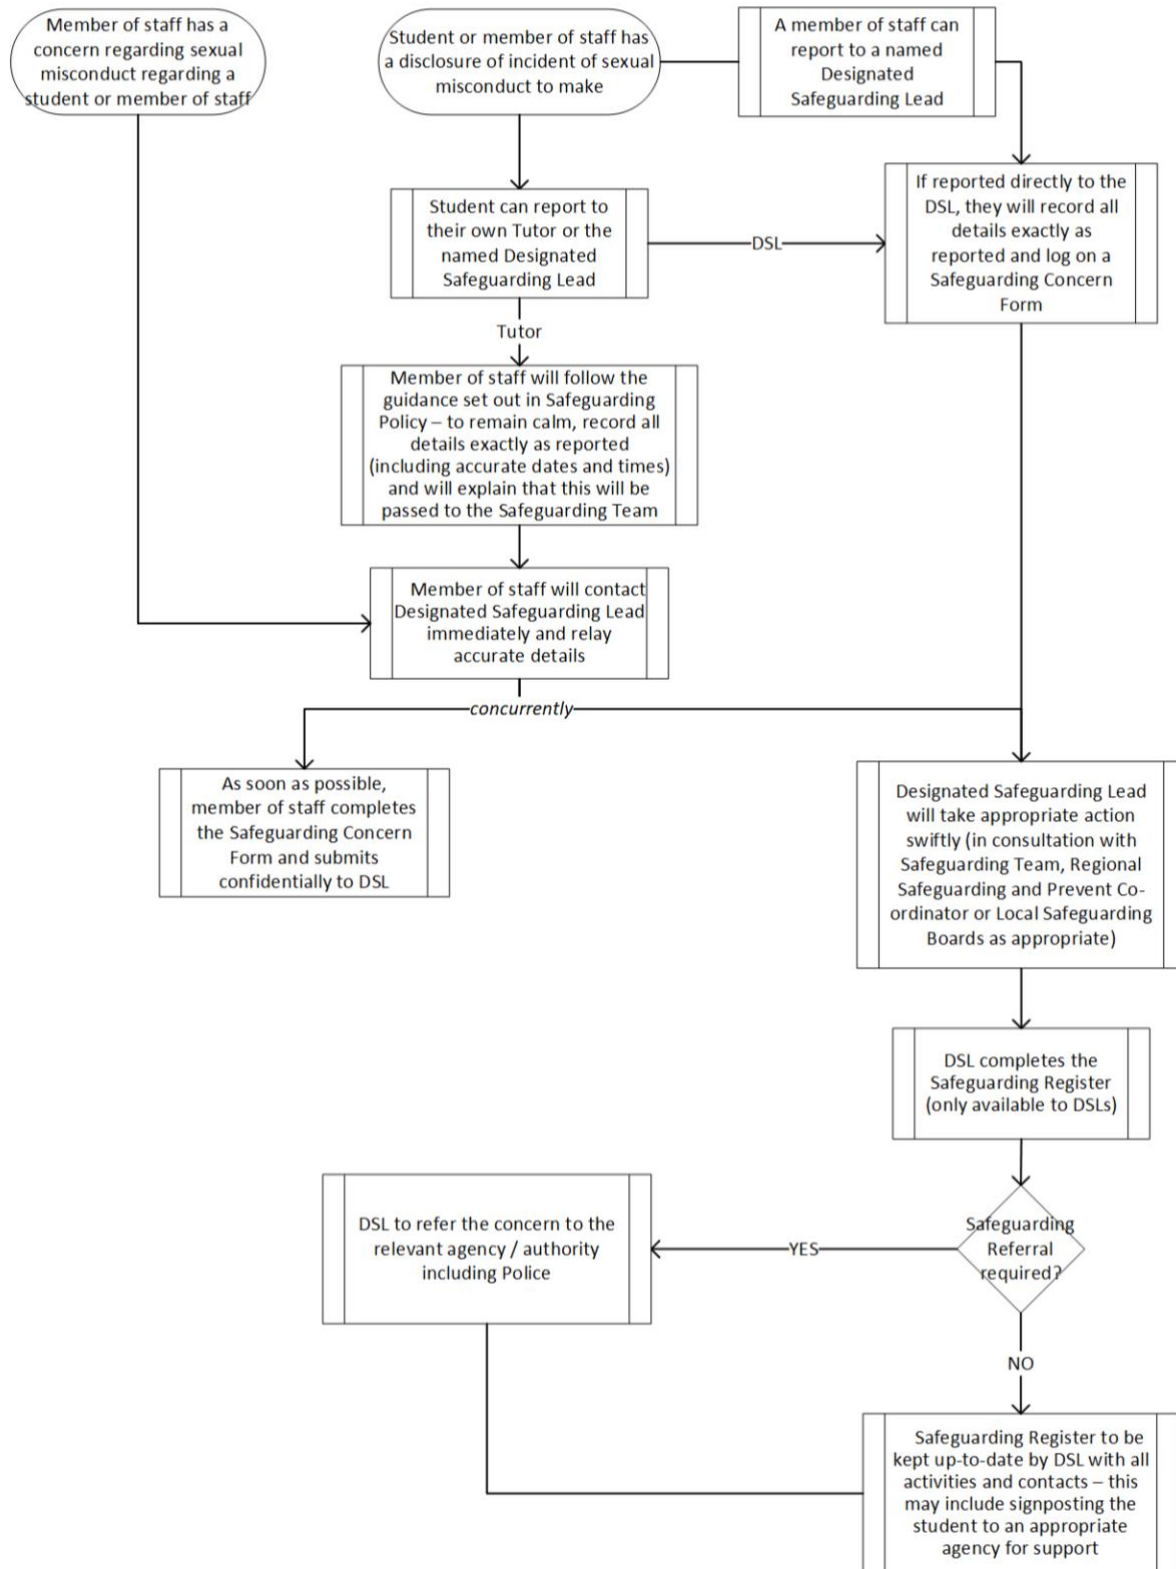 Member of staff has a
concern regarding sexual
misconduct regarding a
student or member of staff
Student or member of staff has
a disclosure of incident of sexual
misconduct to make
A member of staff can
report to a named
Designated
Safeguarding Lead
Student can report to
their own Tutor or the
named Designated
Safeguarding Lead
DSL
If reported directly to the
DSL, they will record all
details exactly as
reported and log on a
Safeguarding Concern
Form
Tutor
Member of staff will follow the
guidance set out in Safeguarding
Policy – to remain calm, record all
details exactly as reported
(including accurate dates and times)
and will explain that this will be
passed to the Safeguarding Team
Member of staff will contact
Designated Safeguarding Lead
immediately and relay
accurate details
concurrently
As soon as possible,
member of staff completes
the Safeguarding Concern
Form and submits
confidentially to DSL
Designated Safeguarding Lead
will take appropriate action
swiftly (in consultation with
Safeguarding Team, Regional
Safeguarding and Prevent Co-
ordinator or Local Safeguarding
Boards as appropriate)
DSL completes the
Safeguarding Register
(only available to DSLs)
Safeguarding
Referral
required?
YES
DSL to refer the concern to the
relevant agency / authority
including Police
NO
Safeguarding Register to be
kept up-to-date by DSL with all
activities and contacts – this
may include signposting the
student to an appropriate
agency for support